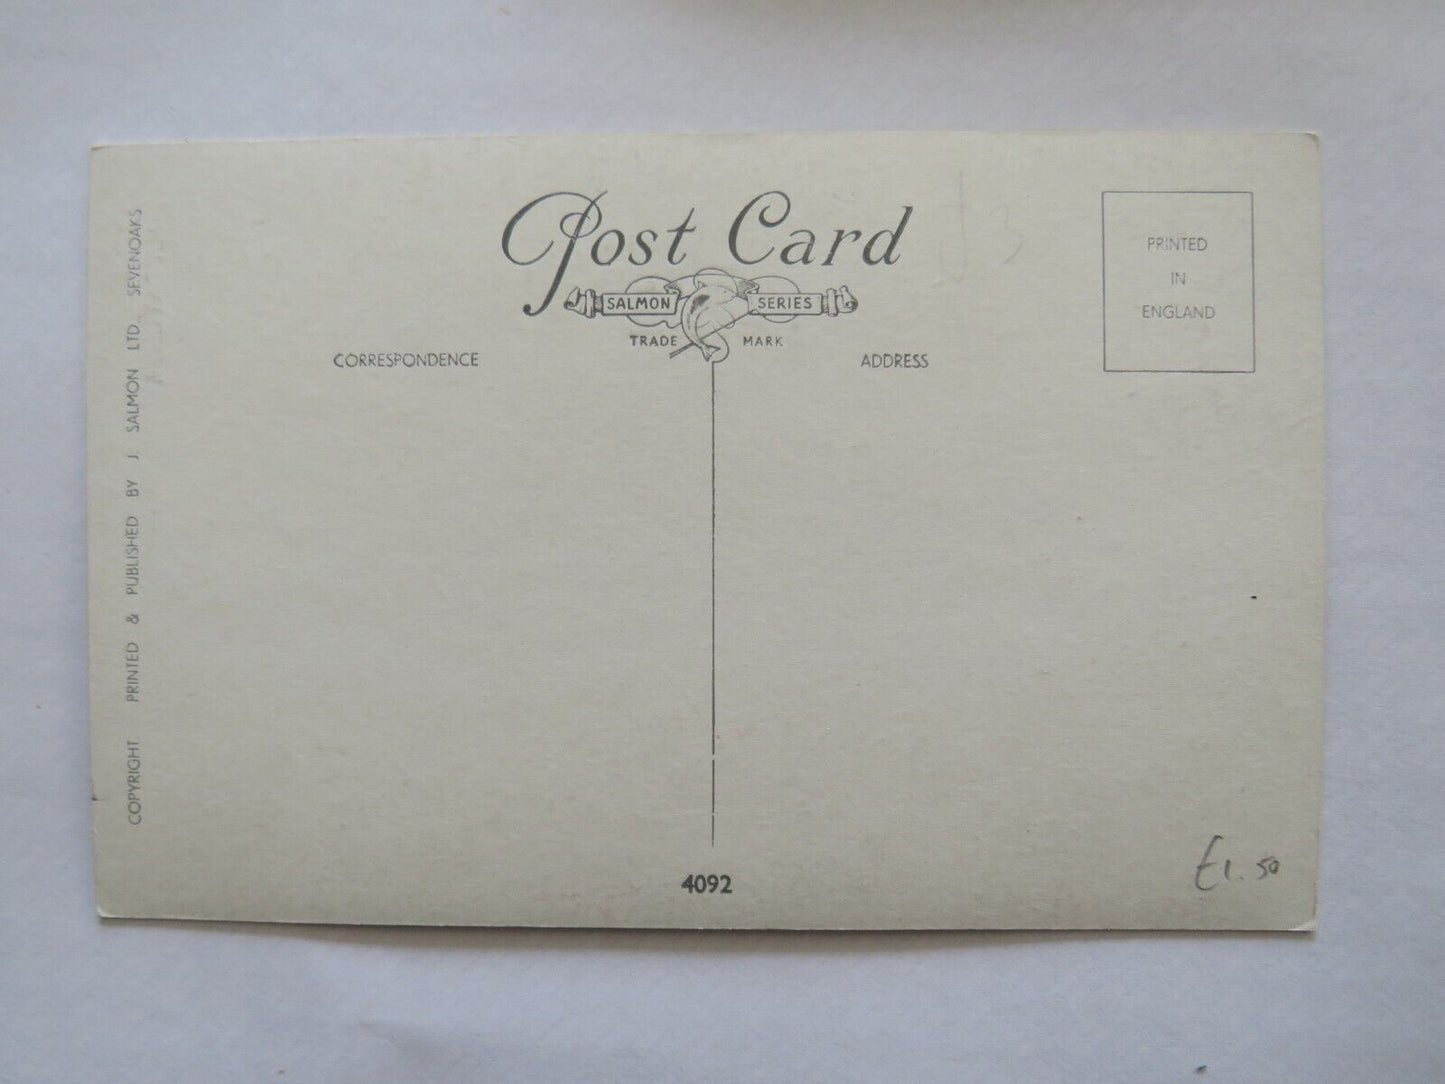 Post Card
SALMON SERIES
TRADE MARK
CORRESPONDENCE
ADDRESS
PRINTED
IN
ENGLAND
COPYRIGHT PRINTED & PUBLISHED BY J SALMON LTD., SEVENOAKS
4092
£1.50